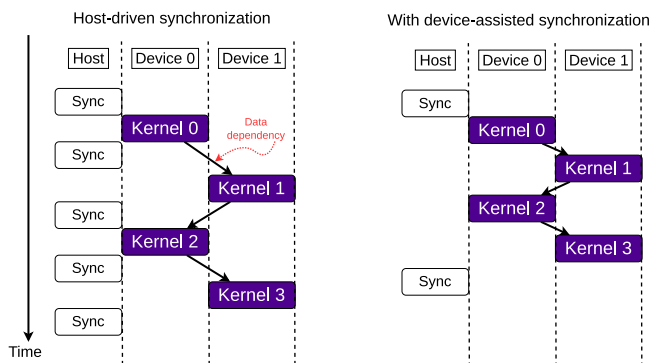 Host-driven synchronization
Host
Device 0
Device 1
Sync
Kernel 0
Data
dependency
Sync
Kernel 1
Sync
Kernel 2
Sync
Kernel 3
Sync
Time
With device-assisted synchronization
Host
Device 0
Device 1
Sync
Kernel 0
Kernel 1
Kernel 2
Kernel 3
Sync